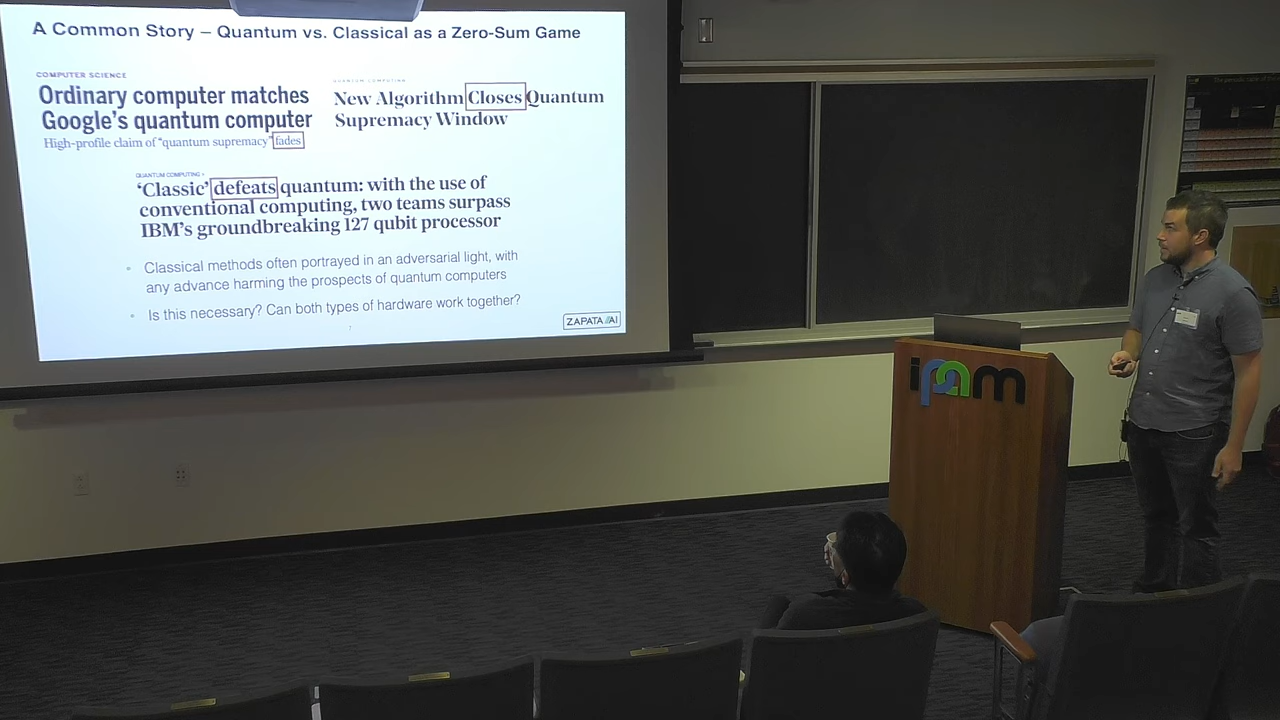 A Common Story – Quantum vs. Classical as a Zero-Sum Game
COMPUTER SCIENCE
Ordinary computer matches
Google's quantum computer
High-profile claim of "quantum supremacy" fades
QUANTUM COMPUTING
New Algorithm Closes Quantum
Supremacy Window
QUANTUM COMPUTING
'Classic' defeats quantum: with the use of
conventional computing, two teams surpass
IBM's groundbreaking 127 qubit processor
• Classical methods often portrayed in an adversarial light, with
any advance harming the prospects of quantum computers
• Is this necessary? Can both types of hardware work together?
ZAPATA AI
ipam